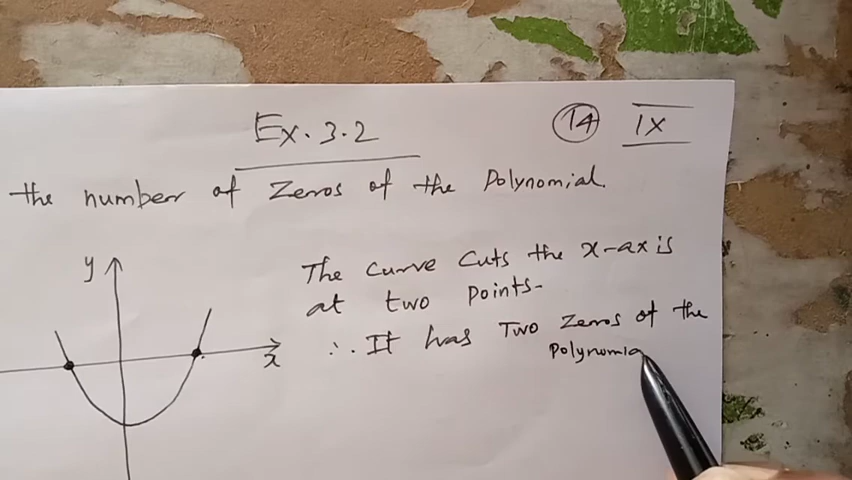 Ex. 3.2
14 IX
the number of Zeros of the Polynomial.
y
The curve cuts the x-axis
at two points.
∴ It has Two zeros of the
Polynomia
x